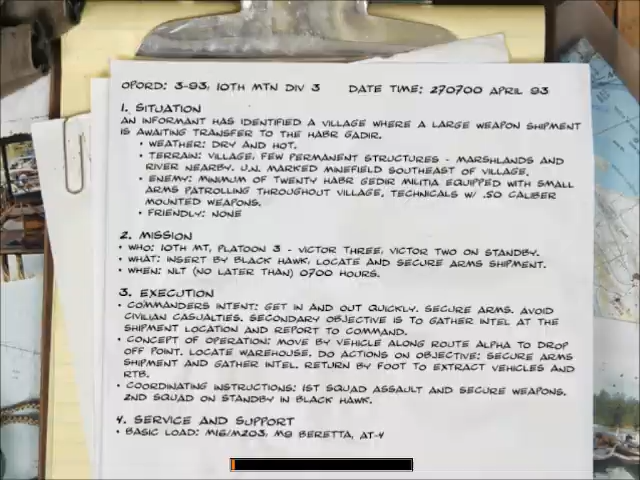 OPORD: 3-93; 10TH MTN DIV 3 DATE TIME: 270700 APRIL 93
1. SITUATION
AN INFORMANT HAS IDENTIFIED A VILLAGE WHERE A LARGE WEAPON SHIPMENT
IS AWAITING TRANSFER TO THE HABR GADIR.
• WEATHER: DRY AND HOT.
• TERRAIN: VILLAGE, FEW PERMANENT STRUCTURES - MARSHLANDS AND
RIVER NEARBY. U.N. MARKED MINEFIELD SOUTHEAST OF VILLAGE.
• ENEMY: MINIMUM OF TWENTY HABR GEDIR MILITIA EQUIPPED WITH SMALL
ARMS PATROLLING THROUGHOUT VILLAGE, TECHNICALS W/ .50 CALIBER
MOUNTED WEAPONS.
• FRIENDLY: NONE
2. MISSION
• WHO: 10TH MT, PLATOON 3 - VICTOR THREE, VICTOR TWO ON STANDBY.
• WHAT: INSERT BY BLACK HAWK, LOCATE AND SECURE ARMS SHIPMENT.
• WHEN: NLT (NO LATER THAN) 0700 HOURS.
3. EXECUTION
• COMMANDERS INTENT: GET IN AND OUT QUICKLY. SECURE ARMS. AVOID
CIVILIAN CASUALTIES. SECONDARY OBJECTIVE IS TO GATHER INTEL AT THE
SHIPMENT LOCATION AND REPORT TO COMMAND.
• CONCEPT OF OPERATION: MOVE BY VEHICLE ALONG ROUTE ALPHA TO DROP
OFF POINT. LOCATE WAREHOUSE. DO ACTIONS ON OBJECTIVE: SECURE ARMS
SHIPMENT AND GATHER INTEL. RETURN BY FOOT TO EXTRACT VEHICLES AND
RTB.
• COORDINATING INSTRUCTIONS: 1ST SQUAD ASSAULT AND SECURE WEAPONS.
2ND SQUAD ON STANDBY IN BLACK HAWK.
4. SERVICE AND SUPPORT
• BASIC LOAD: M16/M203, M9 BERETTA, AT-4